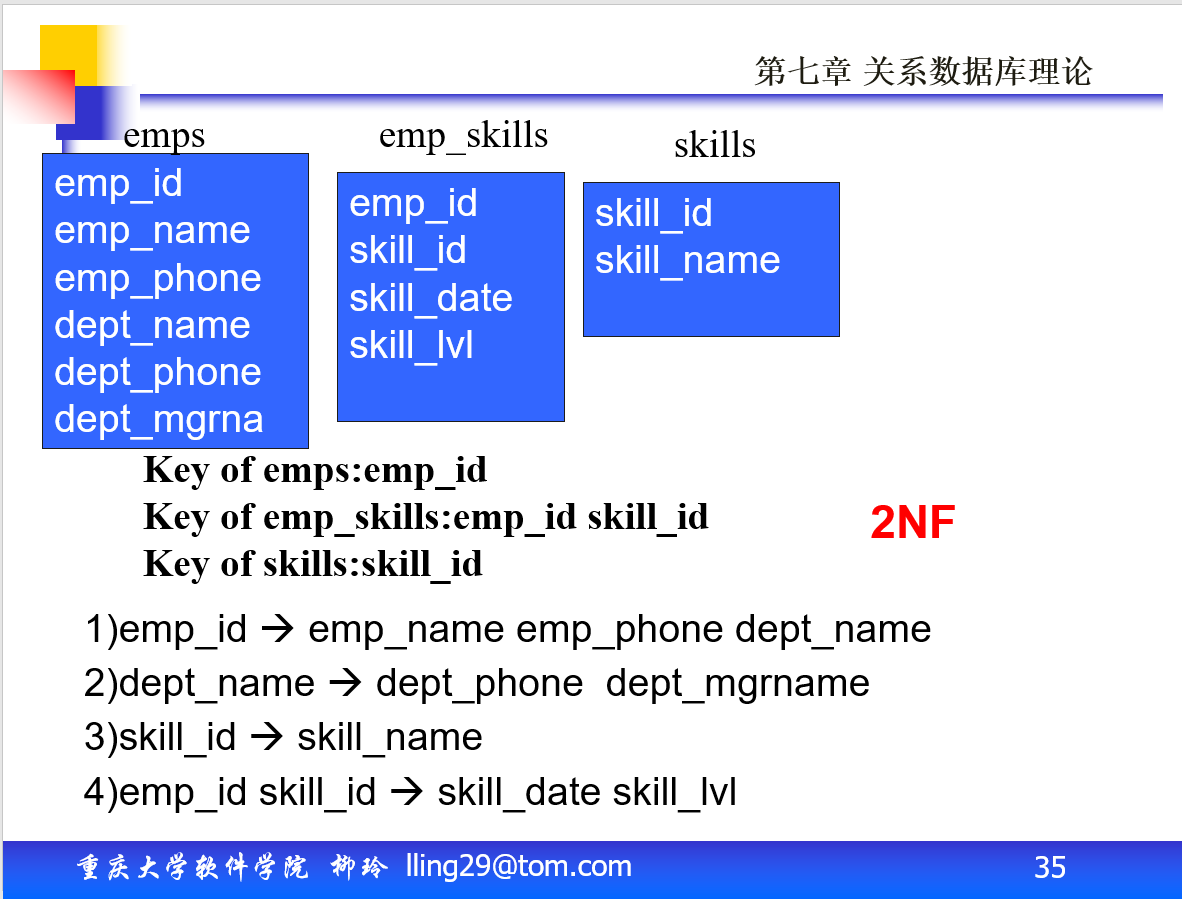 第七章 关系数据库理论
emps
emp_id
emp_name
emp_phone
dept_name
dept_phone
dept_mgrna
emp_skills
emp_id
skill_id
skill_date
skill_lvl
skills
skill_id
skill_name
Key of emps:emp_id
Key of emp_skills:emp_id skill_id
Key of skills:skill_id
2NF
1)emp_id → emp_name emp_phone dept_name
2)dept_name → dept_phone dept_mgrname
3)skill_id → skill_name
4)emp_id skill_id → skill_date skill_lvl
重庆大学软件学院 柳玲 lling29@tom.com
35